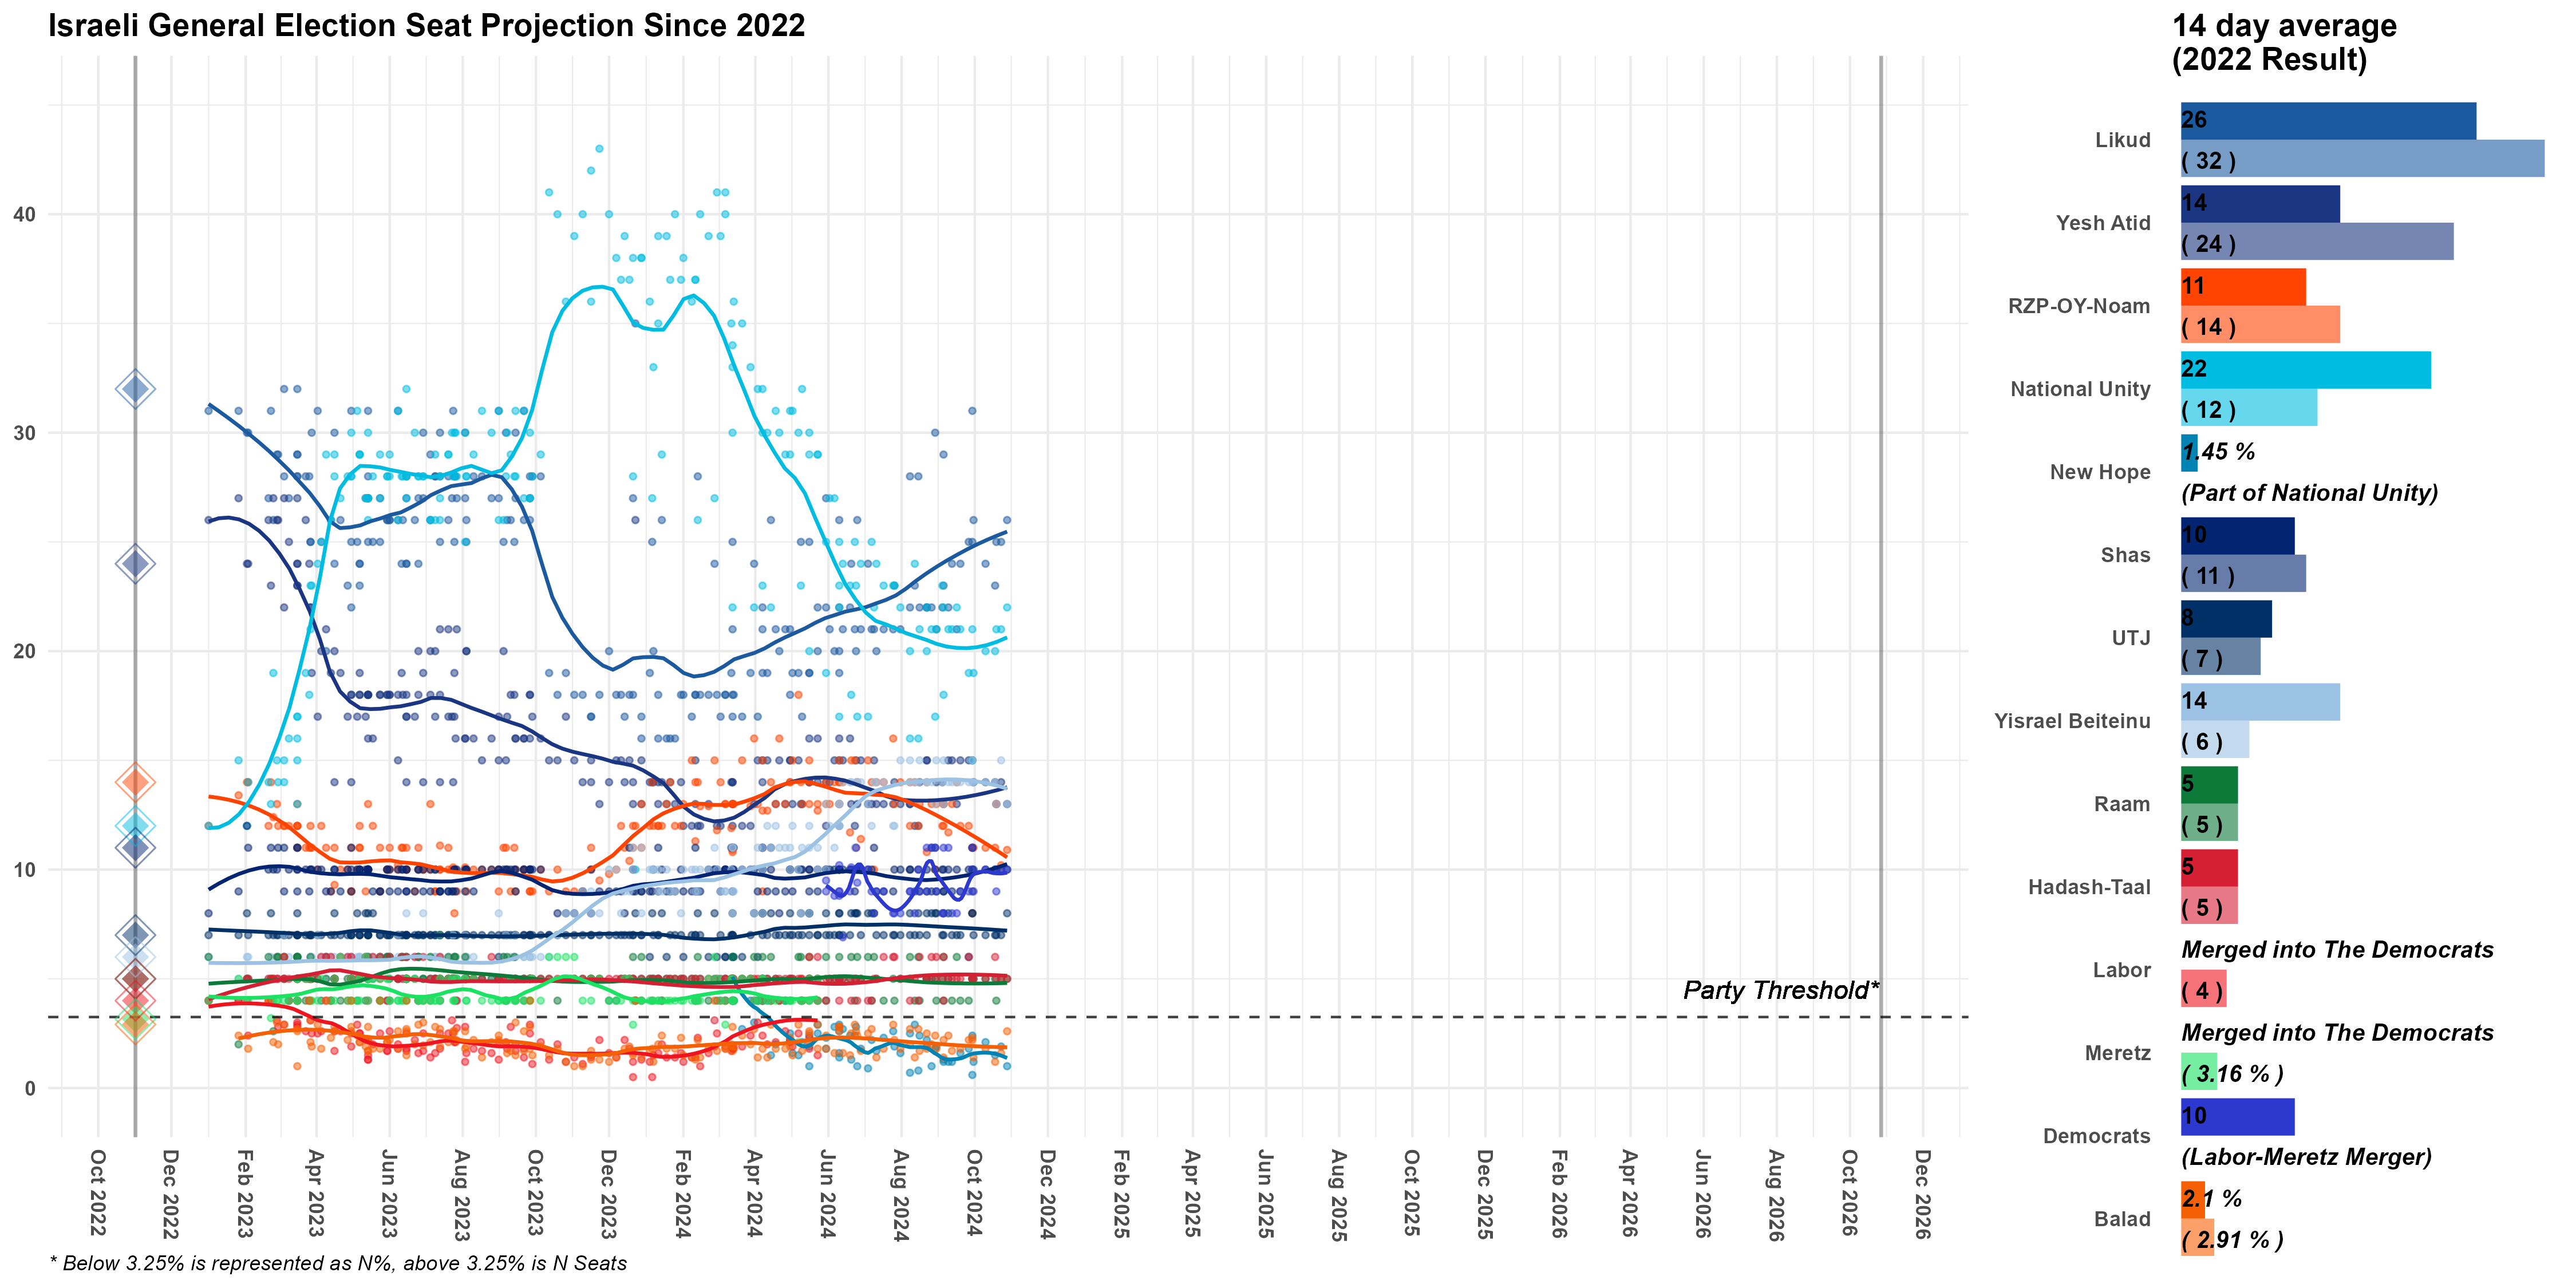 Israeli General Election Seat Projection Since 2022
14 day average
(2022 Result)
40
30
20
10
0
Party Threshold*
Oct 2022
Dec 2022
Feb 2023
Apr 2023
Jun 2023
Aug 2023
Oct 2023
Dec 2023
Feb 2024
Apr 2024
Jun 2024
Aug 2024
Oct 2024
Dec 2024
Feb 2025
Apr 2025
Jun 2025
Aug 2025
Oct 2025
Dec 2025
Feb 2026
Apr 2026
Jun 2026
Aug 2026
Oct 2026
Dec 2026
* Below 3.25% is represented as N%, above 3.25% is N Seats
Likud
26
( 32 )
Yesh Atid
14
( 24 )
RZP-OY-Noam
11
( 14 )
National Unity
22
( 12 )
New Hope
1.45 %
(Part of National Unity)
Shas
10
( 11 )
UTJ
8
( 7 )
Yisrael Beiteinu
14
( 6 )
Raam
5
( 5 )
Hadash-Taal
5
( 5 )
Labor
Merged into The Democrats
( 4 )
Meretz
Merged into The Democrats
( 3.16 % )
Democrats
10
(Labor-Meretz Merger)
Balad
2.1 %
( 2.91 % )